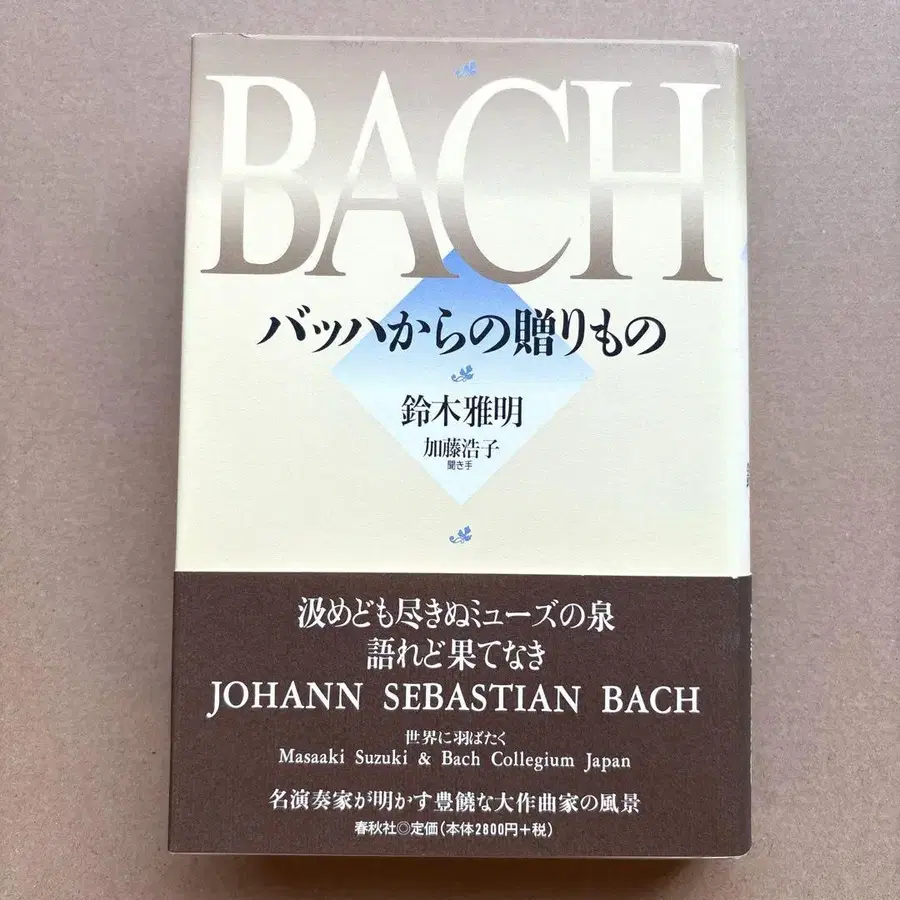 BACH
バッハからの贈りもの
鈴木雅明
加藤浩子
聞き手
汲めども尽きぬミューズの泉
語れど果てなき
JOHANN SEBASTIAN BACH
世界に羽ばたく
Masaaki Suzuki & Bach Collegium Japan
名演奏家が明かす豊饒な大作曲家の風景
春秋社◎定価(本体2800円+税)